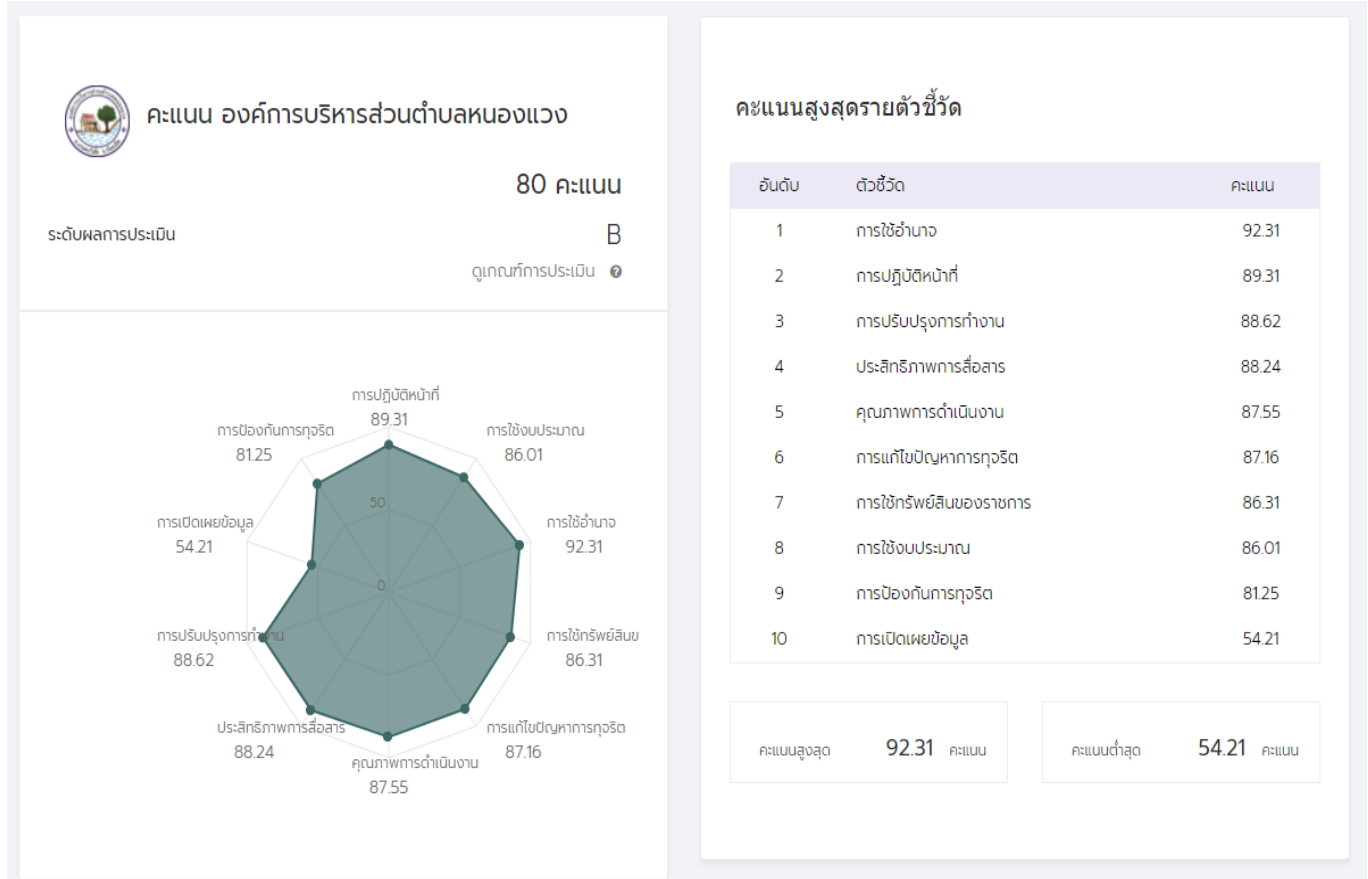 คะแนน องค์การบริหารส่วนตำบลหนองแวง
80 คะแนน
ระดับผลการประเมิน B
ดูเกณฑ์การประเมิน
การปฏิบัติหน้าที่
89.31
การป้องกันการทุจริต
81.25
การใช้งบประมาณ
86.01
50
การเปิดเผยข้อมูล
54.21
การใช้อำนาจ
92.31
0
การปรับปรุงการทำงาน
88.62
การใช้ทรัพย์สินข
86.31
ประสิทธิภาพการสื่อสาร
88.24
การแก้ไขปัญหาการทุจริต
87.16
คุณภาพการดำเนินงาน
87.55
คะแนนสูงสุดรายตัวชี้วัด
อันดับ ตัวชี้วัด คะแนน
1 การใช้อำนาจ 92.31
2 การปฏิบัติหน้าที่ 89.31
3 การปรับปรุงการทำงาน 88.62
4 ประสิทธิภาพการสื่อสาร 88.24
5 คุณภาพการดำเนินงาน 87.55
6 การแก้ไขปัญหาการทุจริต 87.16
7 การใช้ทรัพย์สินของราชการ 86.31
8 การใช้งบประมาณ 86.01
9 การป้องกันการทุจริต 81.25
10 การเปิดเผยข้อมูล 54.21
คะแนนสูงสุด 92.31 คะแนน
คะแนนต่ำสุด 54.21 คะแนน